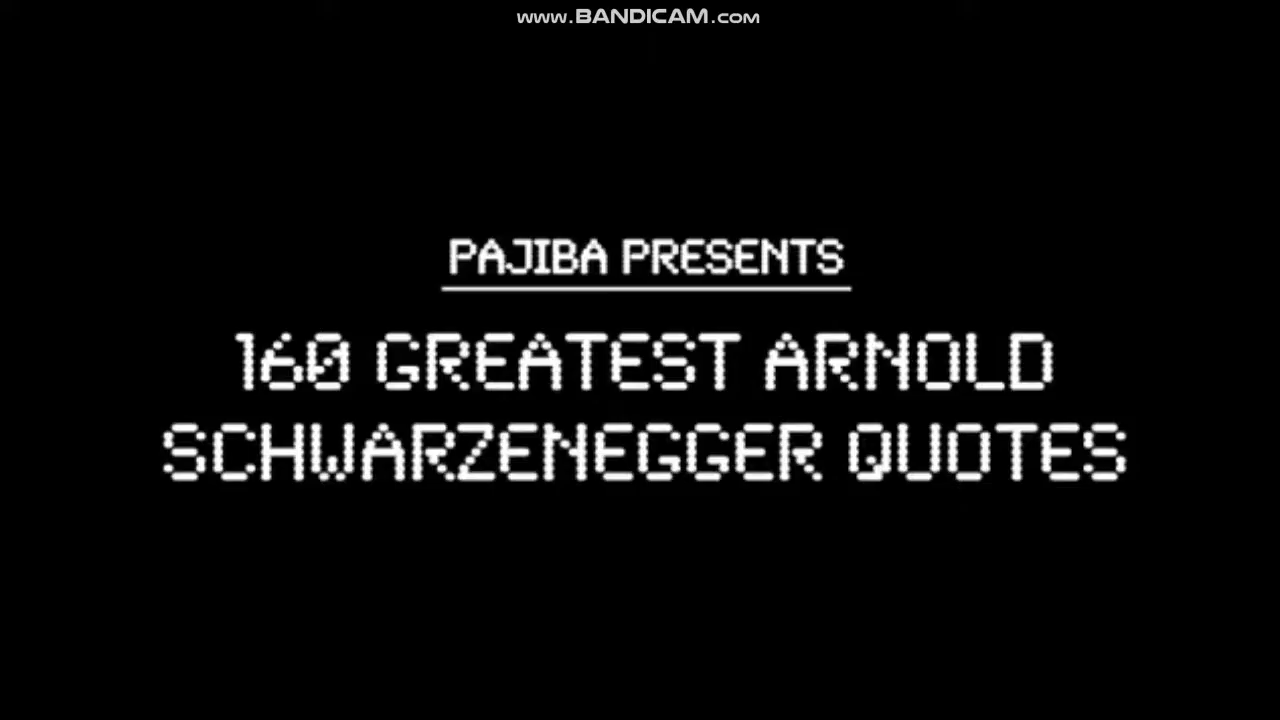 www.BANDICAM.com
PAJIBA PRESENTS
160 GREATEST ARNOLD
SCHWARZENEGGER QUOTES